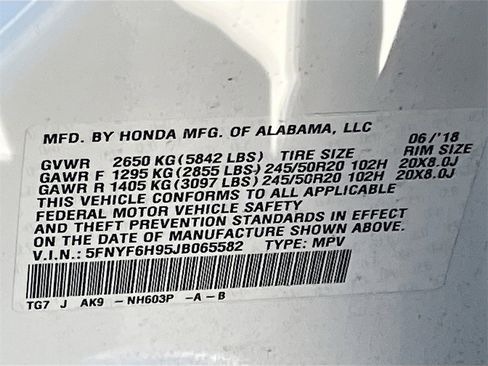 MFD. BY HONDA MFG. OF ALABAMA, LLC 06/'18
GVWR 2650 KG (5842 LBS) TIRE SIZE RIM SIZE
GAWR F 1295 KG (2855 LBS) 245/50R20 102H 20X8.0J
GAWR R 1405 KG (3097 LBS) 245/50R20 102H 20X8.0J
THIS VEHICLE CONFORMS TO ALL APPLICABLE
FEDERAL MOTOR VEHICLE SAFETY
AND THEFT PREVENTION STANDARDS IN EFFECT
ON THE DATE OF MANUFACTURE SHOWN ABOVE.
V.I.N.: 5FNYF6H95JB065582 TYPE: MPV
TG7 J AK9 -NH603P -A-B